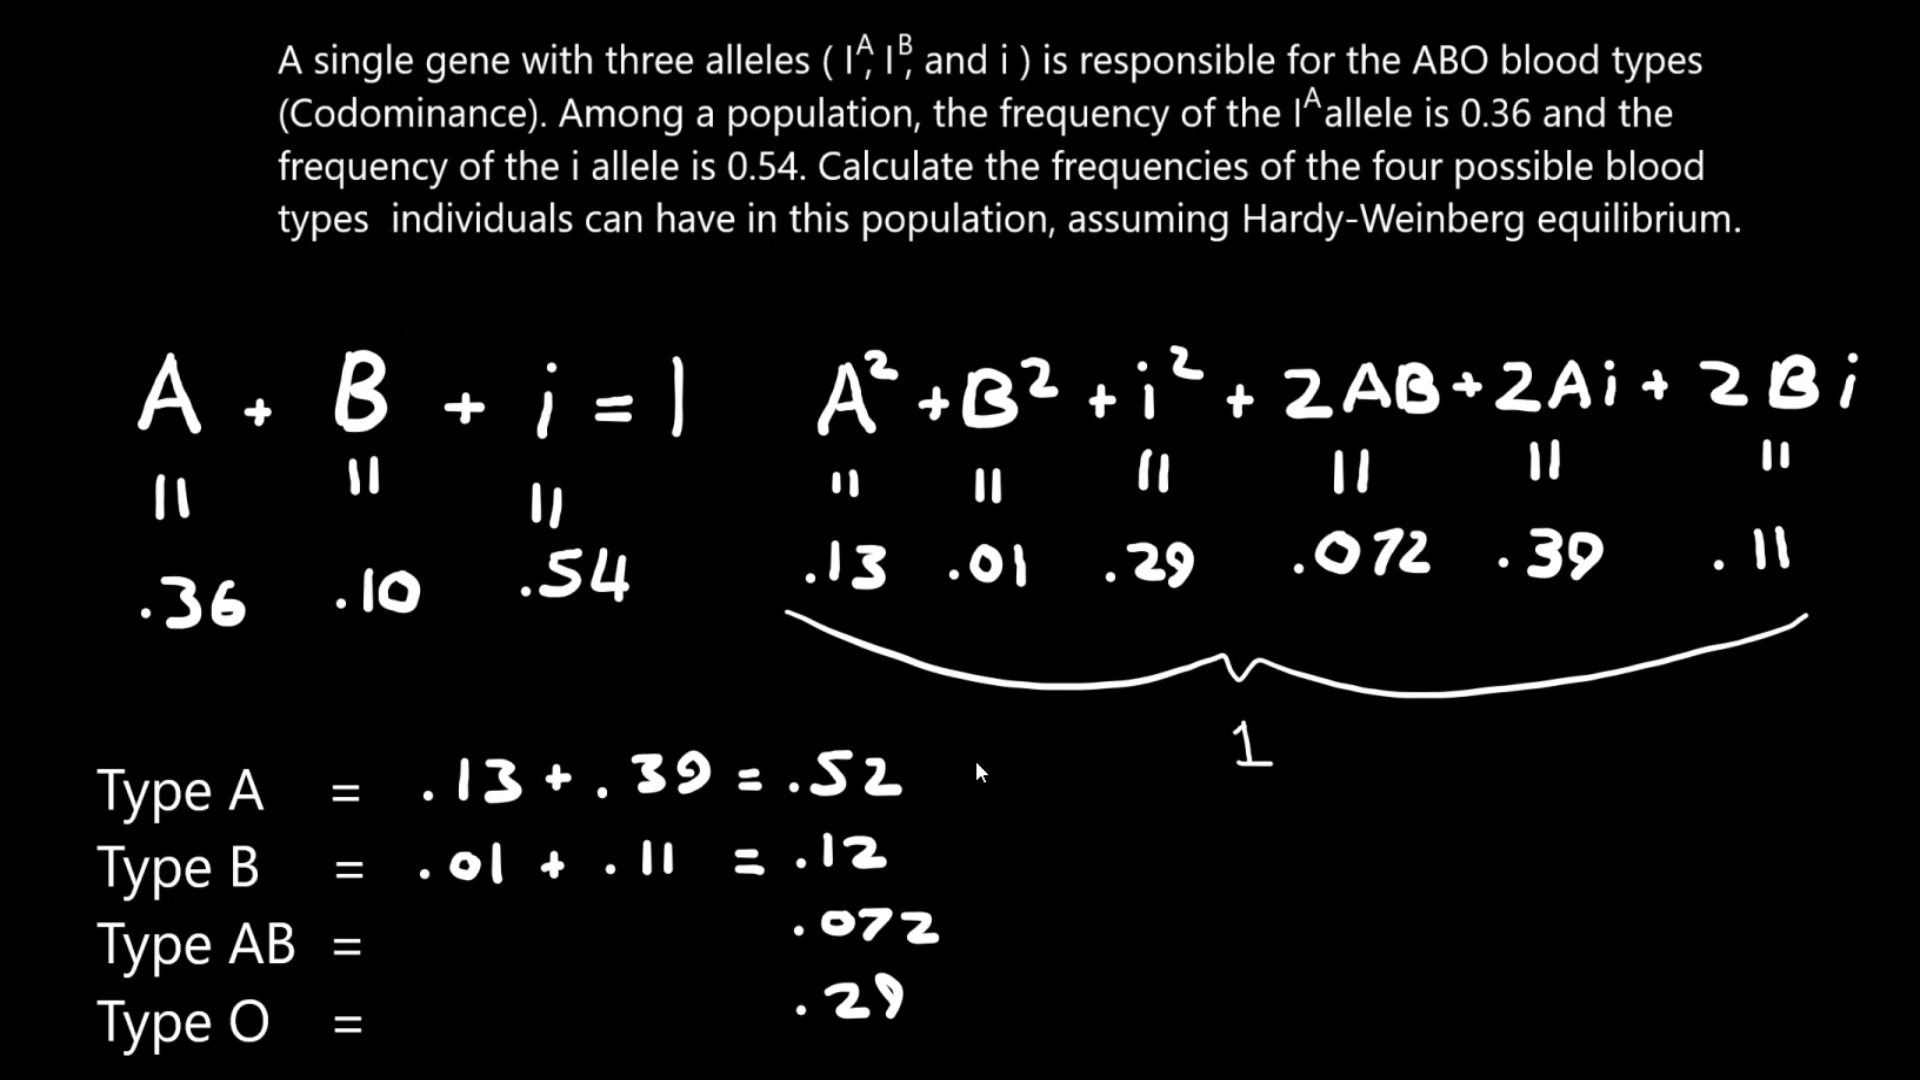 A single gene with three alleles ( Iᴬ, Iᴮ, and i ) is responsible for the ABO blood types
(Codominance). Among a population, the frequency of the Iᴬ allele is 0.36 and the
frequency of the i allele is 0.54. Calculate the frequencies of the four possible blood
types individuals can have in this population, assuming Hardy-Weinberg equilibrium.
A + B + i = 1
= = =
.36 .10 .54
A² + B² + i² + 2AB + 2Ai + 2Bi
= = = = = =
.13 .01 .29 .072 .39 .11
1
Type A = .13 + .39 = .52
Type B = .01 + .11 = .12
Type AB = .072
Type O = .29